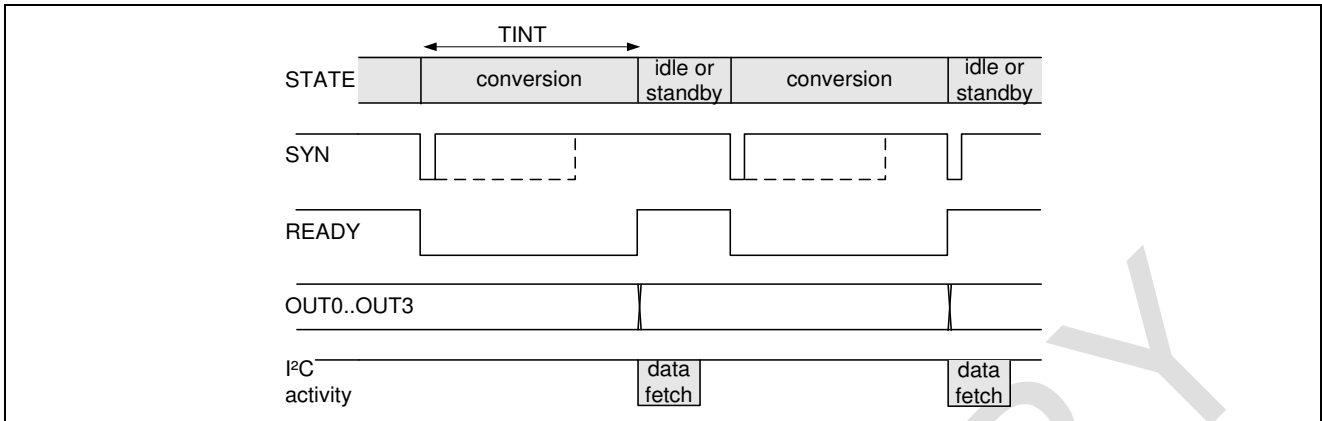 TINT
STATE conversion idle or standby conversion idle or standby
SYN
READY
OUT0..OUT3
I²C activity data fetch data fetch